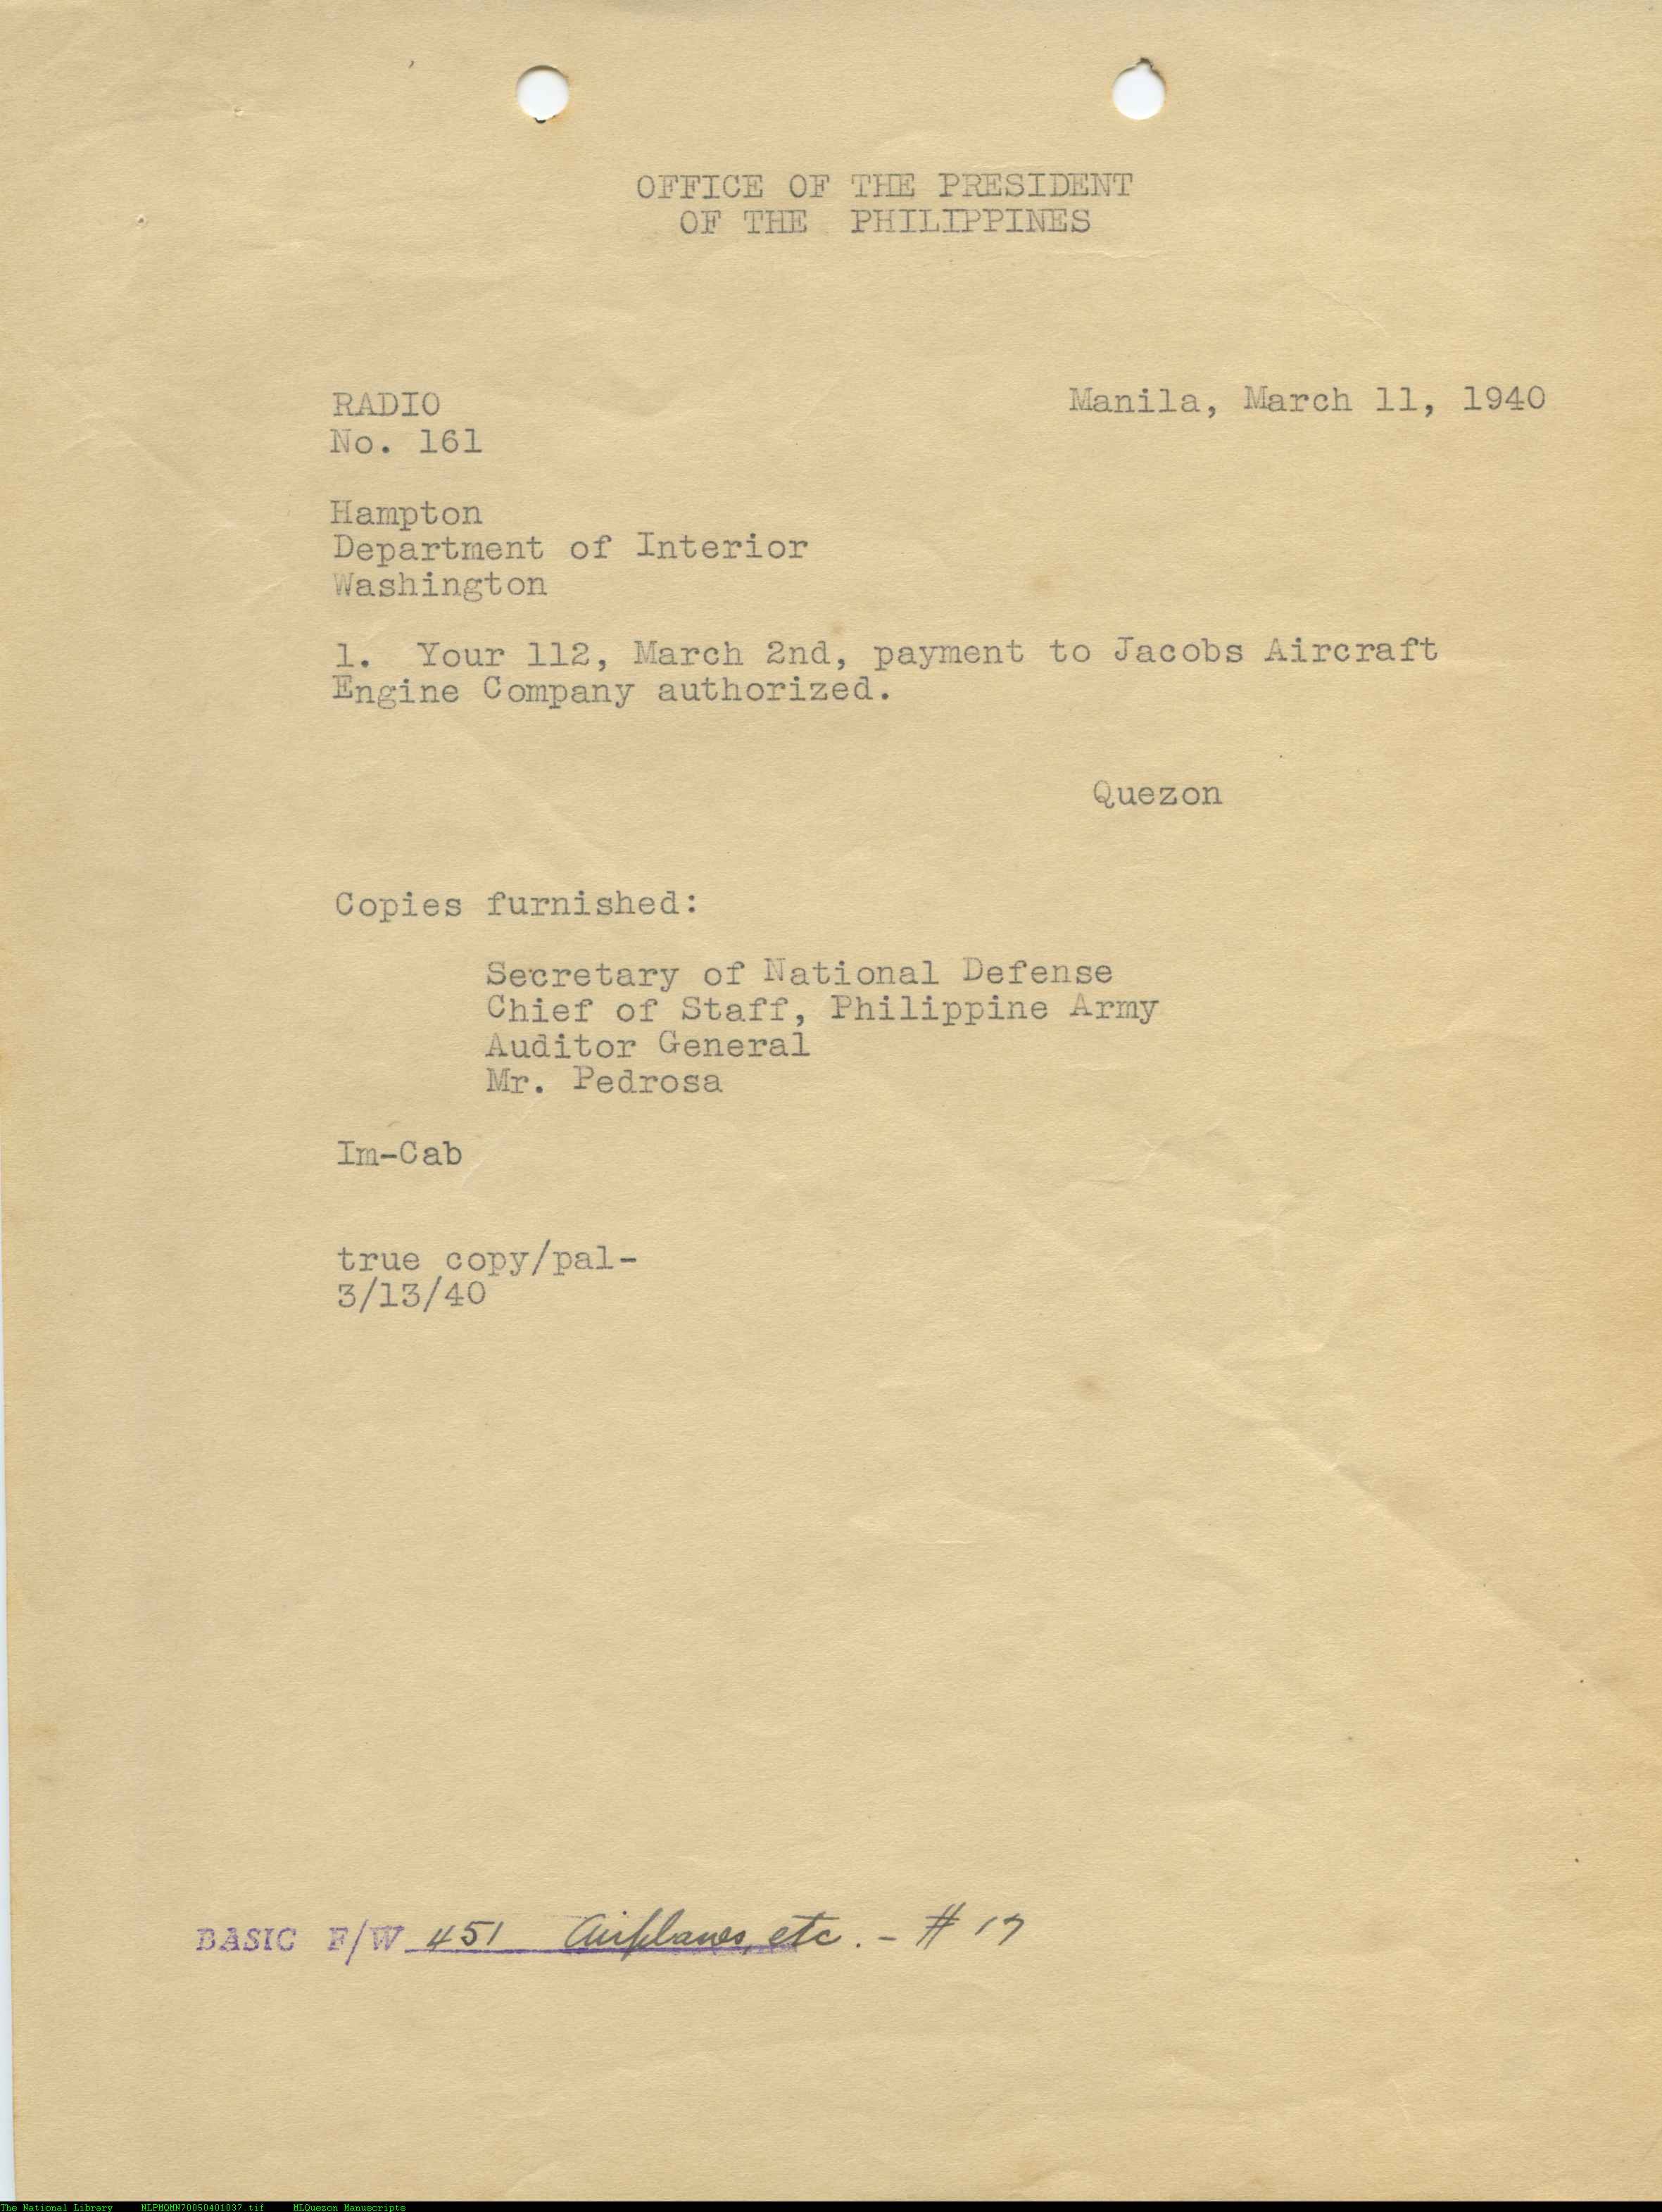 OFFICE OF THE PRESIDENT
OF THE PHILIPPINES
RADIO
No. 161
Manila, March 11, 1940
Hampton
Department of Interior
Washington
1. Your 112, March 2nd, payment to Jacobs Aircraft
Engine Company authorized.
Quezon
Copies furnished:
Secretary of National Defense
Chief of Staff, Philippine Army
Auditor General
Mr. Pedrosa
Im-Cab
true copy/pal-
3/13/40
BASIC F/W 451 Airplanes, etc. - # 17
The National Library NLPMQMN70050401037.tif MLQuezon Manuscripts